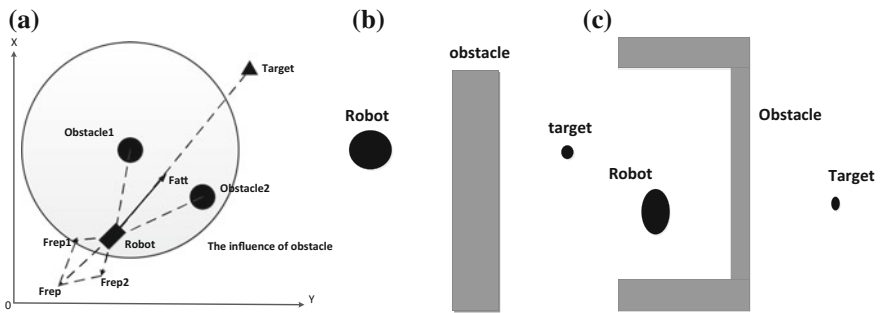 (a)
X
Target
Obstacle1
Fatt
Obstacle2
Frep1
Robot
The influence of obstacle
Frep
Frep2
0
Y
(b)
obstacle
Robot
target
(c)
Obstacle
Robot
Target